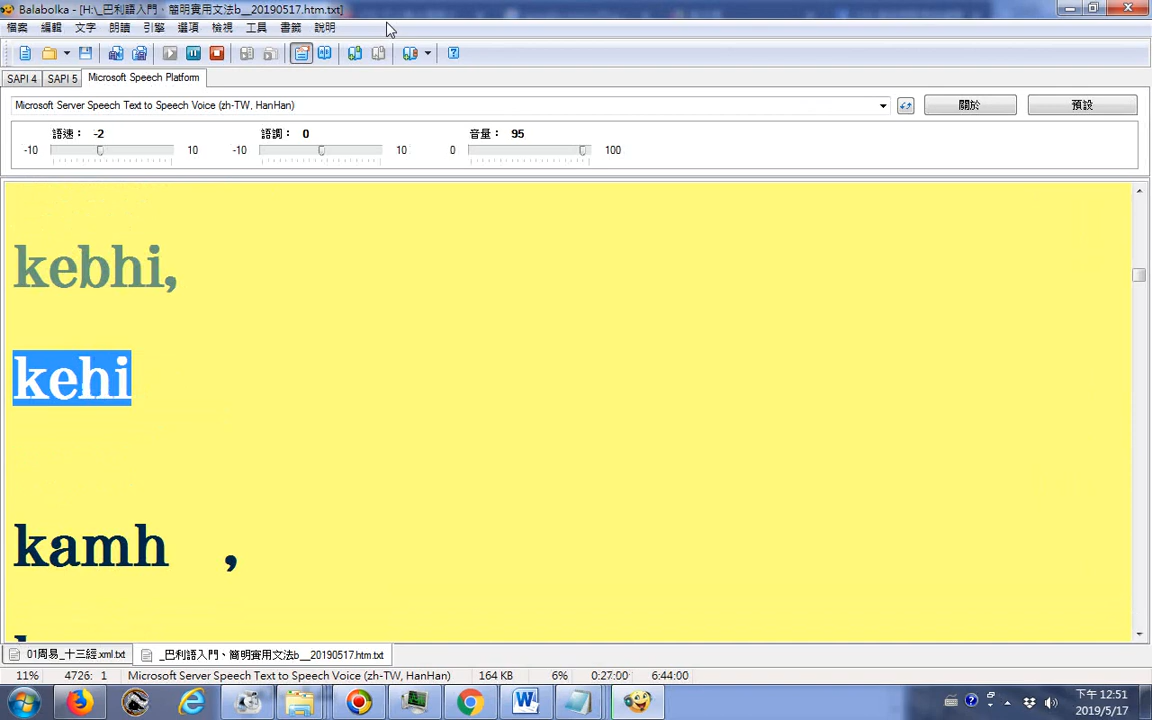 Balabolka - [H:\_巴利語入門、簡明實用文法b__20190517.htm.txt]
檔案 編輯 文字 朗讀 引擎 選項 檢視 工具 書籤 說明
SAPI 4 SAPI 5 Microsoft Speech Platform
Microsoft Server Speech Text to Speech Voice (zh-TW, HanHan) 關於 預設
語速： -2 語調： 0 音量： 95
-10 10 -10 10 0 100
kebhi,
kehi
kamh ,
01周易_十三經.xml.txt _巴利語入門、簡明實用文法b__20190517.htm.txt
11% 4726: 1 Microsoft Server Speech Text to Speech Voice (zh-TW, HanHan) 164 KB 6% 0:27:00 6:44:00
下午 12:51
2019/5/17